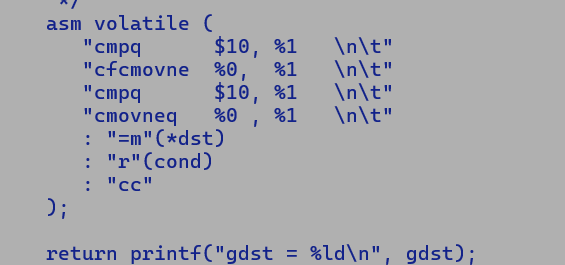 */
asm volatile (
"cmpq $10, %1 \n\t"
"cfcmovne %0, %1 \n\t"
"cmpq $10, %1 \n\t"
"cmovneq %0 , %1 \n\t"
: "=m"(*dst)
: "r"(cond)
: "cc"
);
return printf("gdst = %ld\n", gdst);